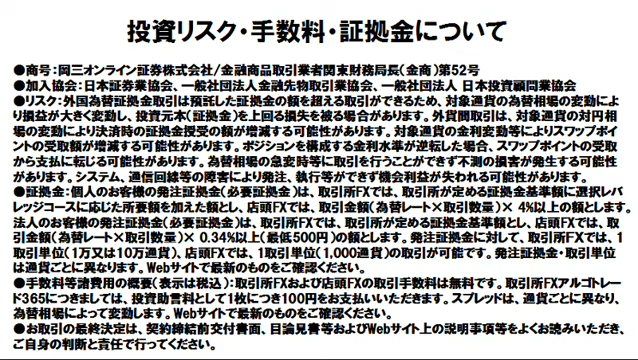 投資リスク・手数料・証拠金について
●商号：岡三オンライン証券株式会社/金融商品取引業者関東財務局長（金商）第52号
●加入協会：日本証券業協会、一般社団法人金融先物取引業協会、一般社団法人 日本投資顧問業協会
●リスク：外国為替証拠金取引は預託した証拠金の額を超える取引ができるため、対象通貨の為替相場の変動によ
り損益が大きく変動し、投資元本（証拠金）を上回る損失を被る場合があります。外貨間取引は、対象通貨の対円相
場の変動により決済時の証拠金授受の額が増減する可能性があります。対象通貨の金利変動等によりスワップポイ
ントの受取額が増減する可能性があります。ポジションを構成する金利水準が逆転した場合、スワップポイントの受取
から支払に転じる可能性があります。為替相場の急変時等に取引を行うことができず不測の損害が発生する可能性
があります。システム、通信回線等の障害により発注、執行等ができず機会利益が失われる可能性があります。
●証拠金：個人のお客様の発注証拠金（必要証拠金）は、取引所FXでは、取引所が定める証拠金基準額に選択レバ
レッジコースに応じた所要額を加えた額とし、店頭FXでは、取引金額（為替レート×取引数量）× 4%以上の額とします。
法人のお客様の発注証拠金（必要証拠金）は、取引所FXでは、取引所が定める証拠金基準額とし、店頭FXでは、取
引金額（為替レート×取引数量）× 0.34%以上（最低500円）の額とします。発注証拠金に対して、取引所FXでは、1
取引単位（1万又は10万通貨）、店頭FXでは、1取引単位（1,000通貨）の取引が可能です。発注証拠金・取引単位
は通貨ごとに異なります。Webサイトで最新のものをご確認ください。
●手数料等諸費用の概要（表示は税込）：取引所FXおよび店頭FXの取引手数料は無料です。取引所FXアルゴトレー
ド365につきましては、投資助言料として1枚につき100円をお支払いいただきます。スプレッドは、通貨ごとに異なり、
為替相場によって変動します。Webサイトで最新のものをご確認ください。
●お取引の最終決定は、契約締結前交付書面、目論見書等およびWebサイト上の説明事項等をよくお読みいただき、
ご自身の判断と責任で行ってください。